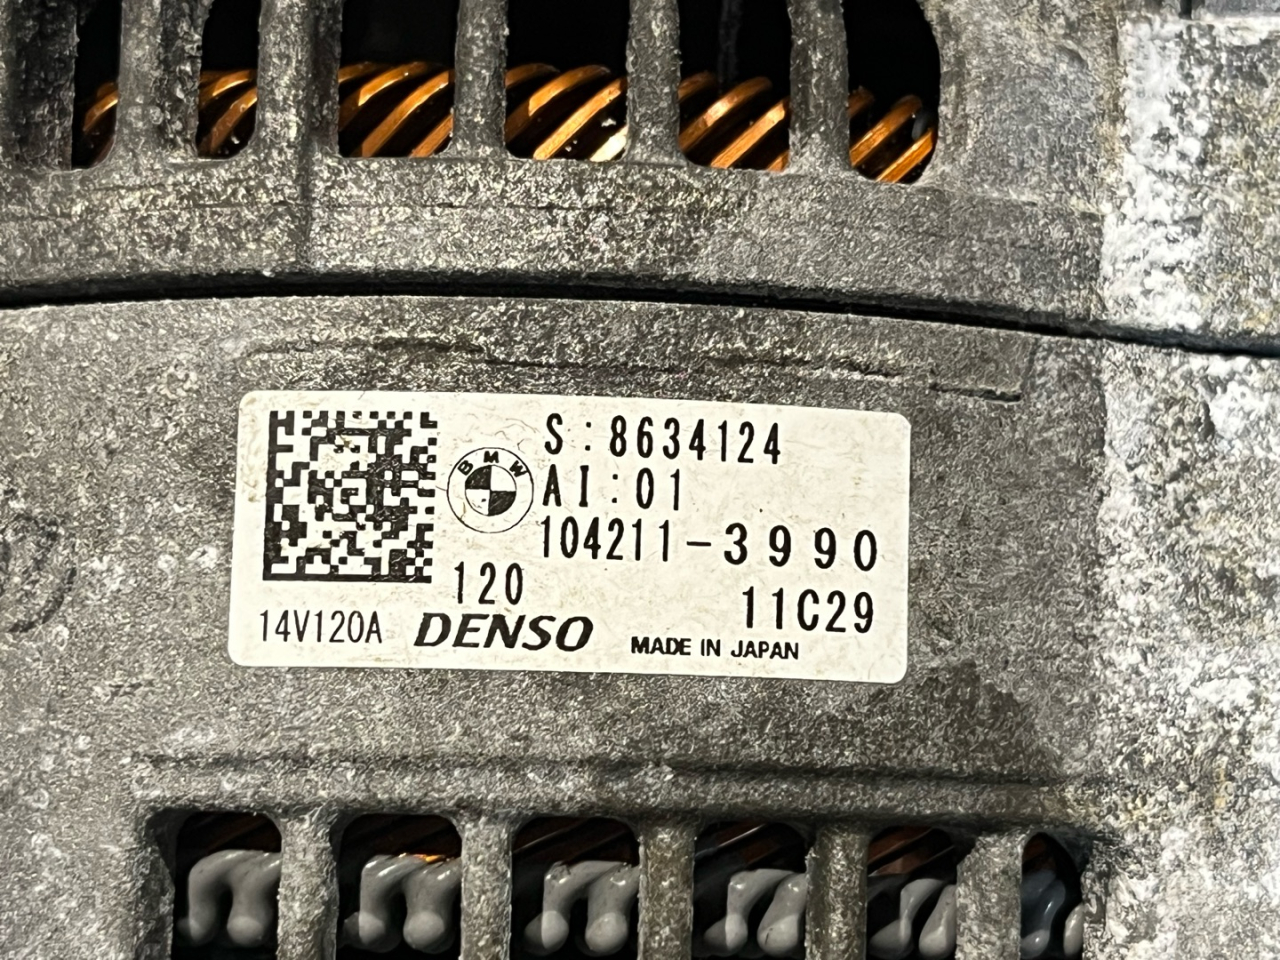 S:8634124
BMW
AI:01
104211-3990
120
11C29
14V120A
DENSO
MADE IN JAPAN